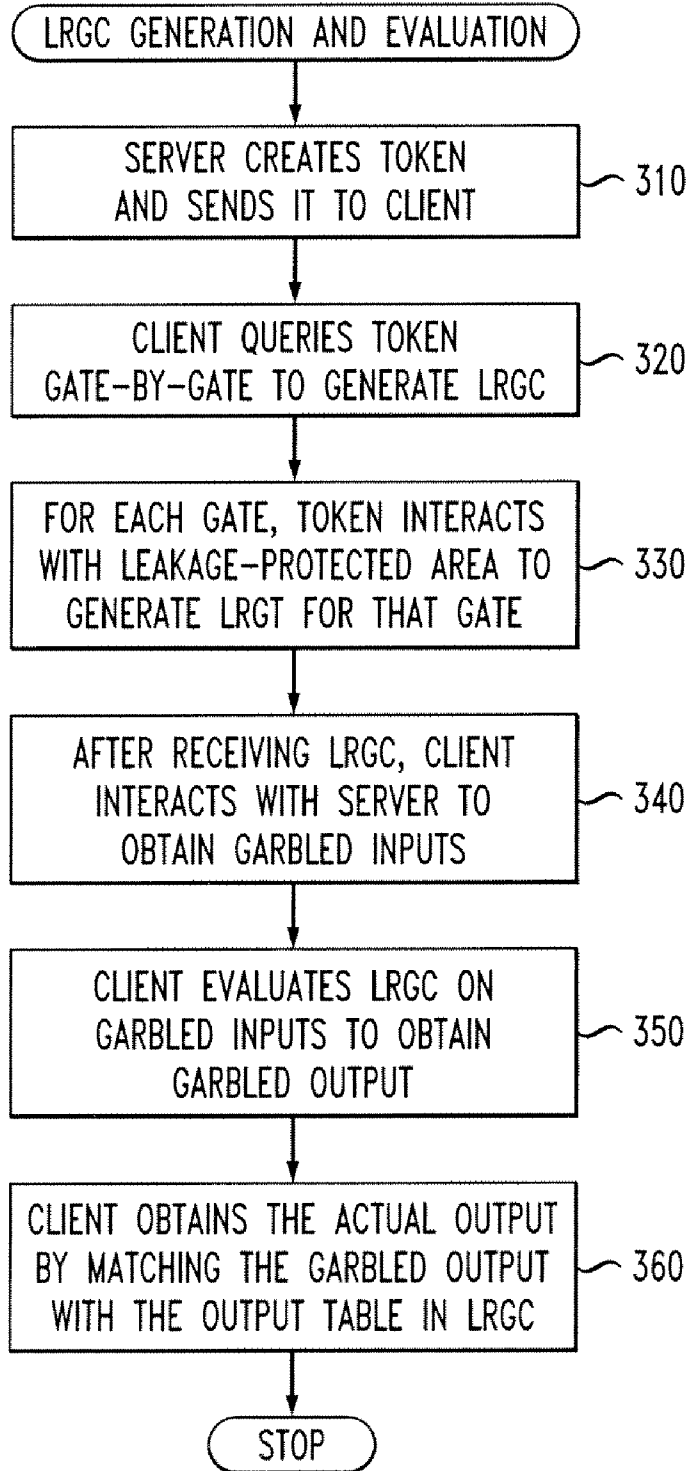 LRGC GENERATION AND EVALUATION
SERVER CREATES TOKEN
AND SENDS IT TO CLIENT
310
CLIENT QUERIES TOKEN
GATE-BY-GATE TO GENERATE LRGC
320
FOR EACH GATE, TOKEN INTERACTS
WITH LEAKAGE-PROTECTED AREA TO
GENERATE LRGT FOR THAT GATE
330
AFTER RECEIVING LRGC, CLIENT
INTERACTS WITH SERVER TO
OBTAIN GARBLED INPUTS
340
CLIENT EVALUATES LRGC ON
GARBLED INPUTS TO OBTAIN
GARBLED OUTPUT
350
CLIENT OBTAINS THE ACTUAL OUTPUT
BY MATCHING THE GARBLED OUTPUT
WITH THE OUTPUT TABLE IN LRGC
360
STOP